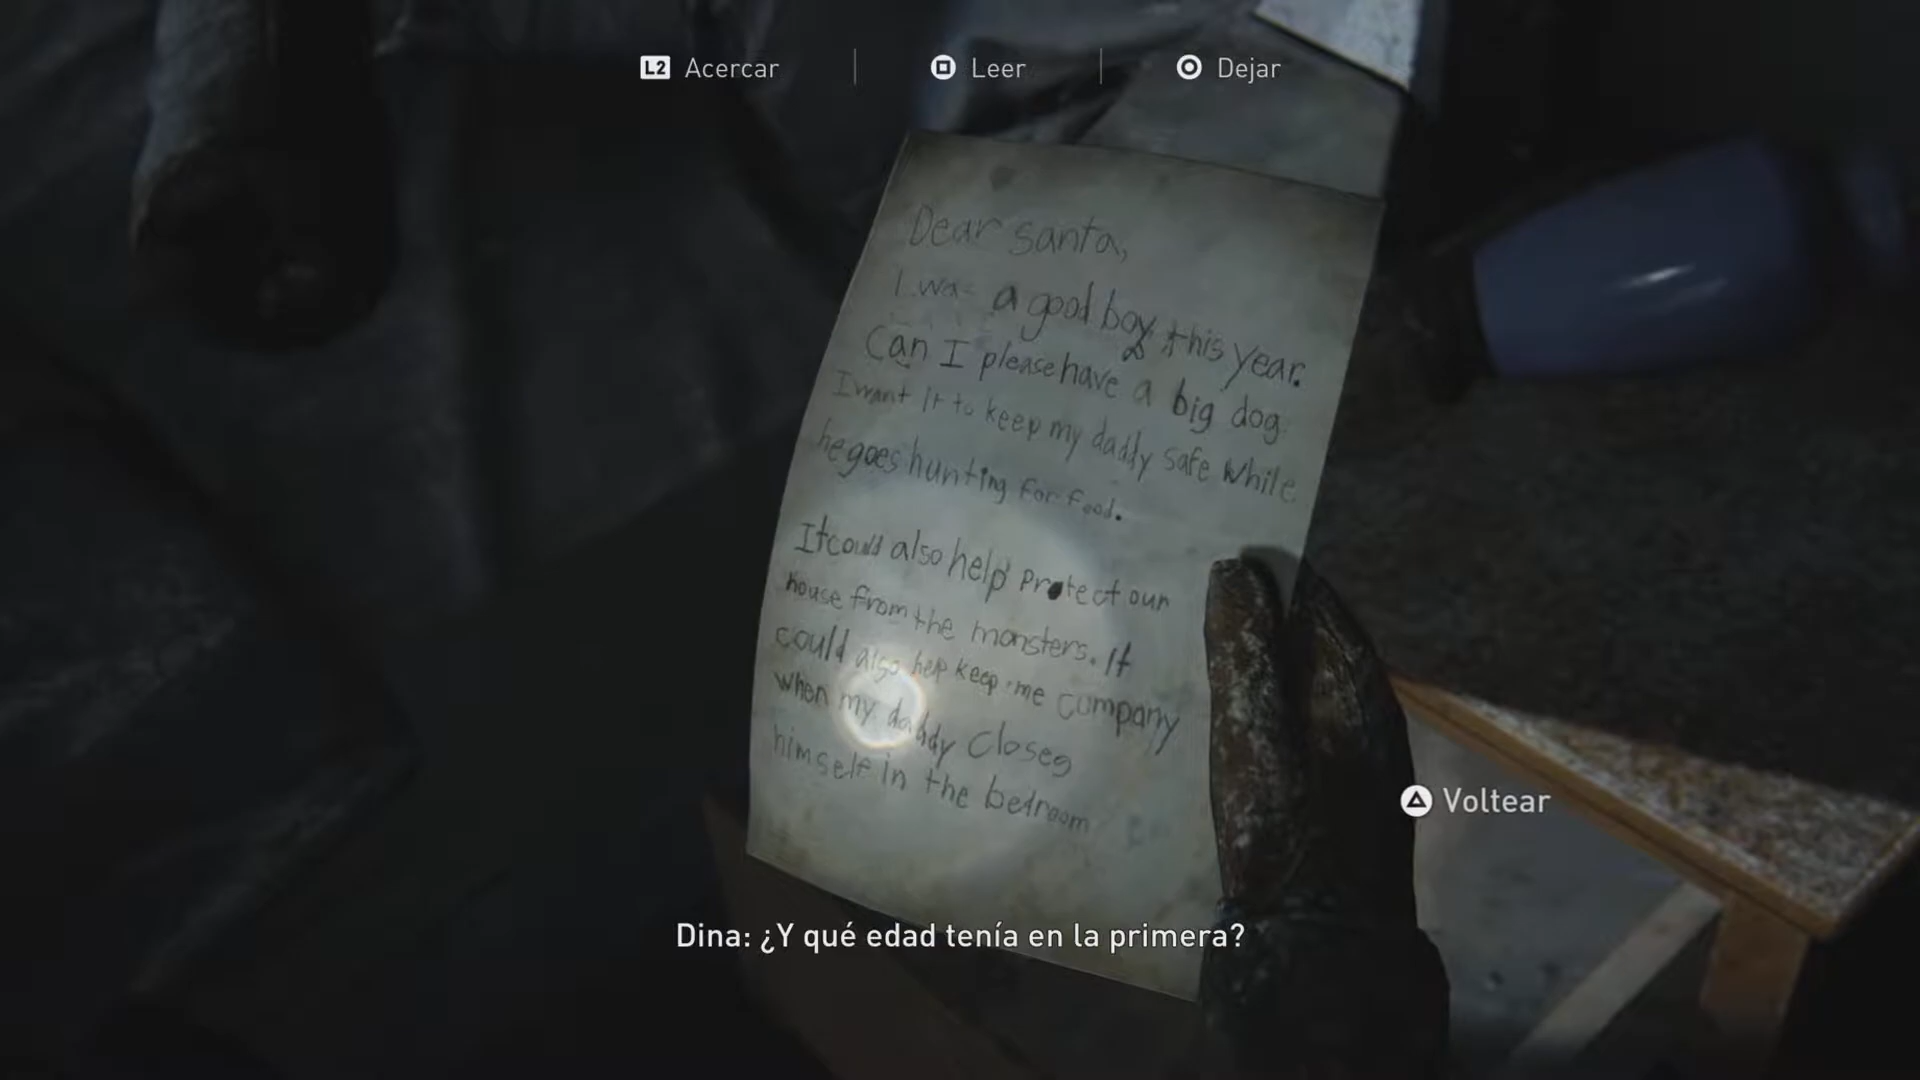 L2 Acercar
Leer
Dejar
Dear Santa,
I was a good boy this year.
Can I please have a big dog.
I want it to keep my daddy safe while
he goes hunting for food.
It could also help protect our
house from the monsters. It
could also help keep me cumpany
when my daddy closes
himself in the bedroom
Voltear
Dina: ¿Y qué edad tenía en la primera?